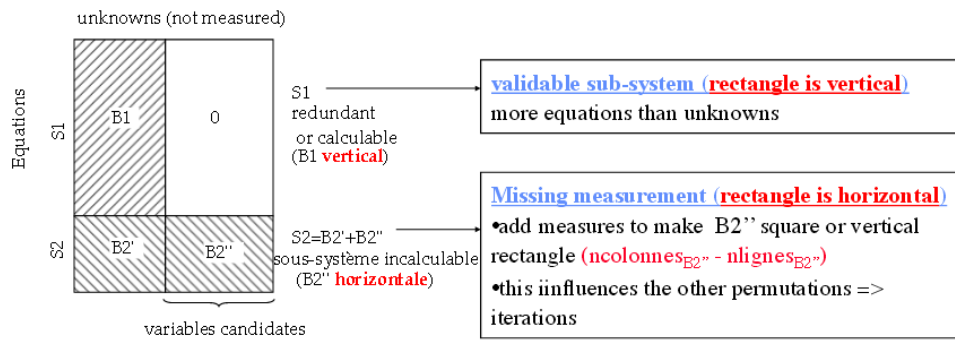 unknowns (not measured)
Equations
S1
S2
B1
0
B2'
B2''
variables candidates
S1
redundant
or calculable
(B1 vertical)
S2=B2'+B2''
sous-système incalculable
(B2'' horizontale)
validable sub-system (rectangle is vertical)
more equations than unknowns
Missing measurement (rectangle is horizontal)
•add measures to make B2’’ square or vertical
rectangle (ncolonnesB2” - nlignesB2”)
•this iinfluences the other permutations =>
iterations